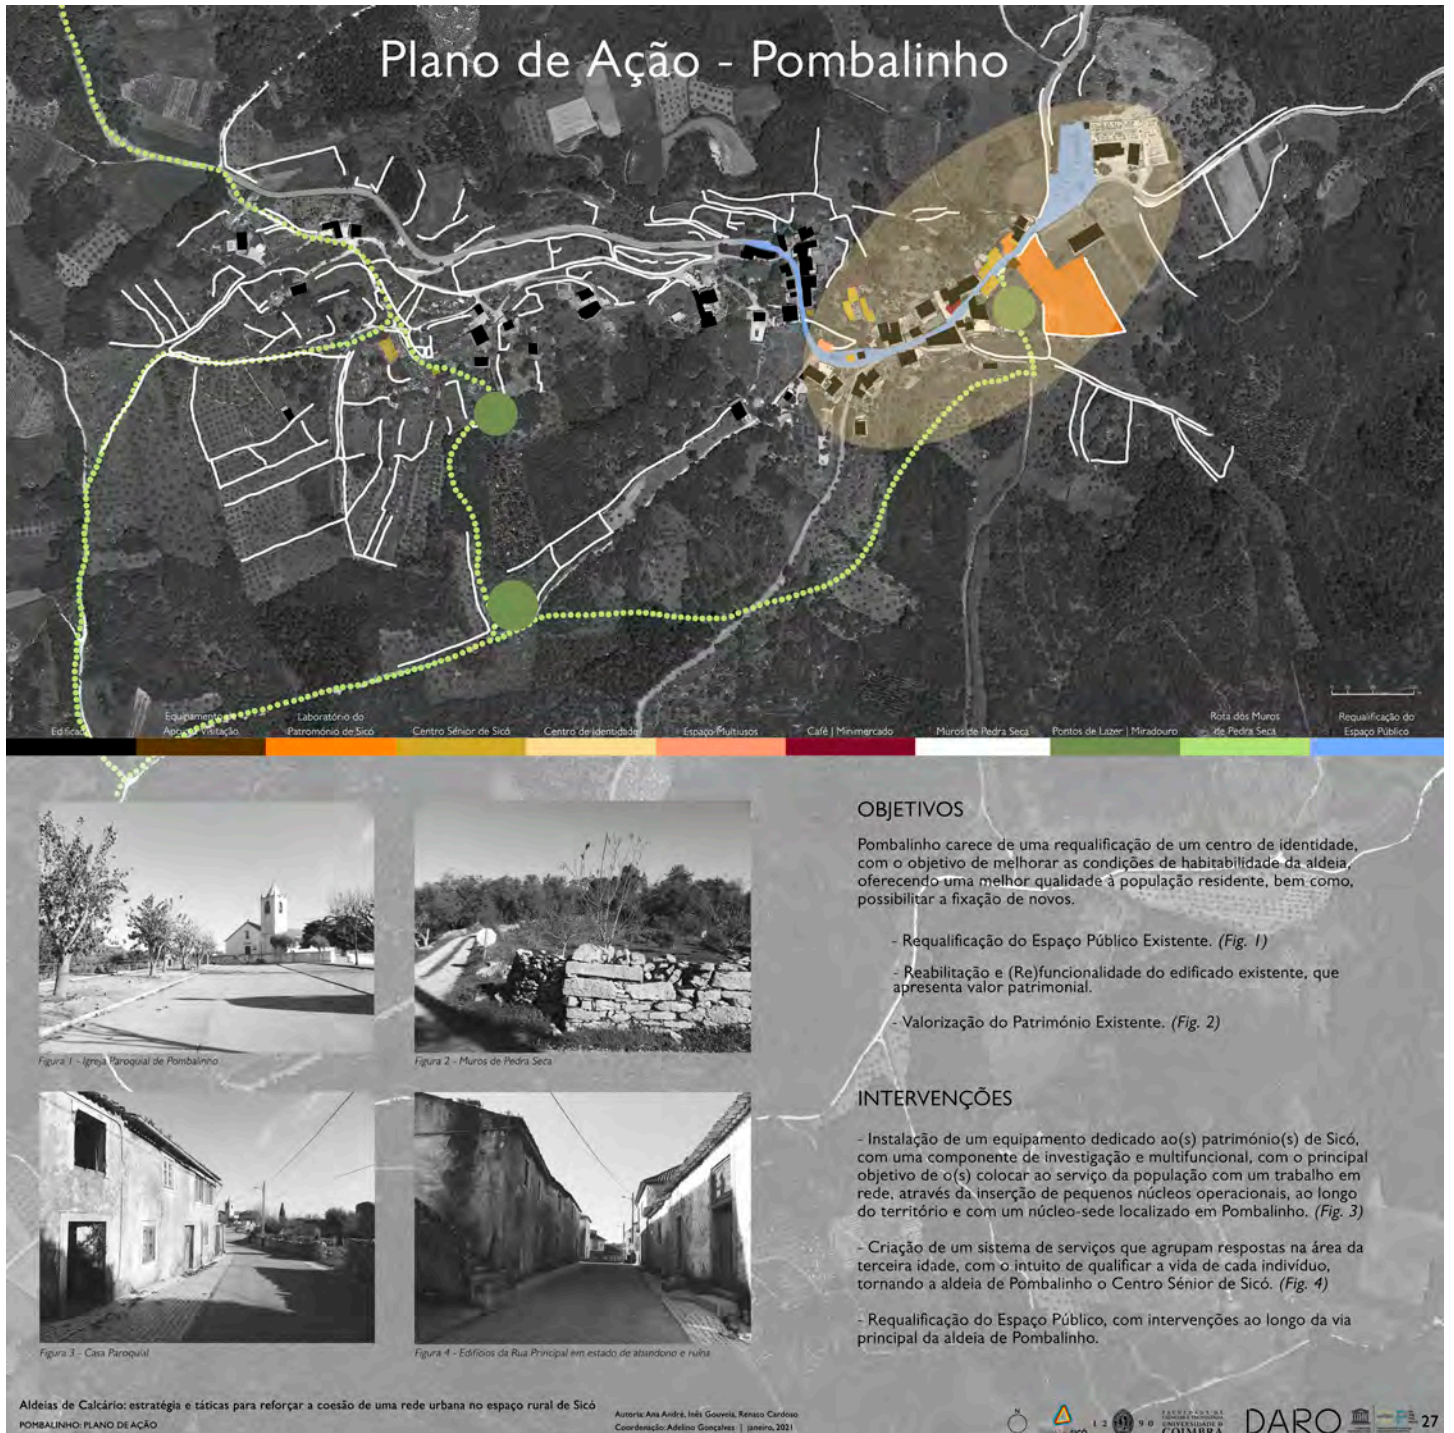 Plano de Ação - Pombalinho
Edificado
Equipamento
Apoio à Visitação
Laboratório do
Património de Sicó
Centro Sénior de Sicó
Centro de Identidade
Espaço Multiusos
Café | Minimercado
Muros de Pedra Seca
Pontos de Lazer | Miradouro
Rota dos Muros
de Pedra Seca
Requalificação do
Espaço Público
Figura 1 - Igreja Paroquial de Pombalinho
Figura 2 - Muros de Pedra Seca
Figura 3 - Casa Paroquial
Figura 4 - Edifícios da Rua Principal em estado de abandono e ruína
OBJETIVOS
Pombalinho carece de uma requalificação de um centro de identidade,
com o objetivo de melhorar as condições de habitabilidade da aldeia,
oferecendo uma melhor qualidade à população residente, bem como,
possibilitar a fixação de novos.
- Requalificação do Espaço Público Existente. (Fig. 1)
- Reabilitação e (Re)funcionalidade do edificado existente, que
apresenta valor patrimonial.
- Valorização do Património Existente. (Fig. 2)
INTERVENÇÕES
- Instalação de um equipamento dedicado ao(s) património(s) de Sicó,
com uma componente de investigação e multifuncional, com o principal
objetivo de o(s) colocar ao serviço da população com um trabalho em
rede, através da inserção de pequenos núcleos operacionais, ao longo
do território e com um núcleo-sede localizado em Pombalinho. (Fig. 3)
- Criação de um sistema de serviços que agrupam respostas na área da
terceira idade, com o intuito de qualificar a vida de cada indivíduo,
tornando a aldeia de Pombalinho o Centro Sénior de Sicó. (Fig. 4)
- Requalificação do Espaço Público, com intervenções ao longo da via
principal da aldeia de Pombalinho.
Aldeias de Calcário: estratégia e táticas para reforçar a coesão de uma rede urbana no espaço rural de Sicó
POMBALINHO: PLANO DE AÇÃO
Autoria: Ana André, Inês Gouveia, Renato Cardoso
Coordenação: Adelino Gonçalves | janeiro, 2021
sicó
12 90
FACULDADE DE
CIÊNCIAS E TECNOLOGIA
UNIVERSIDADE D
COIMBRA
DARQ
27